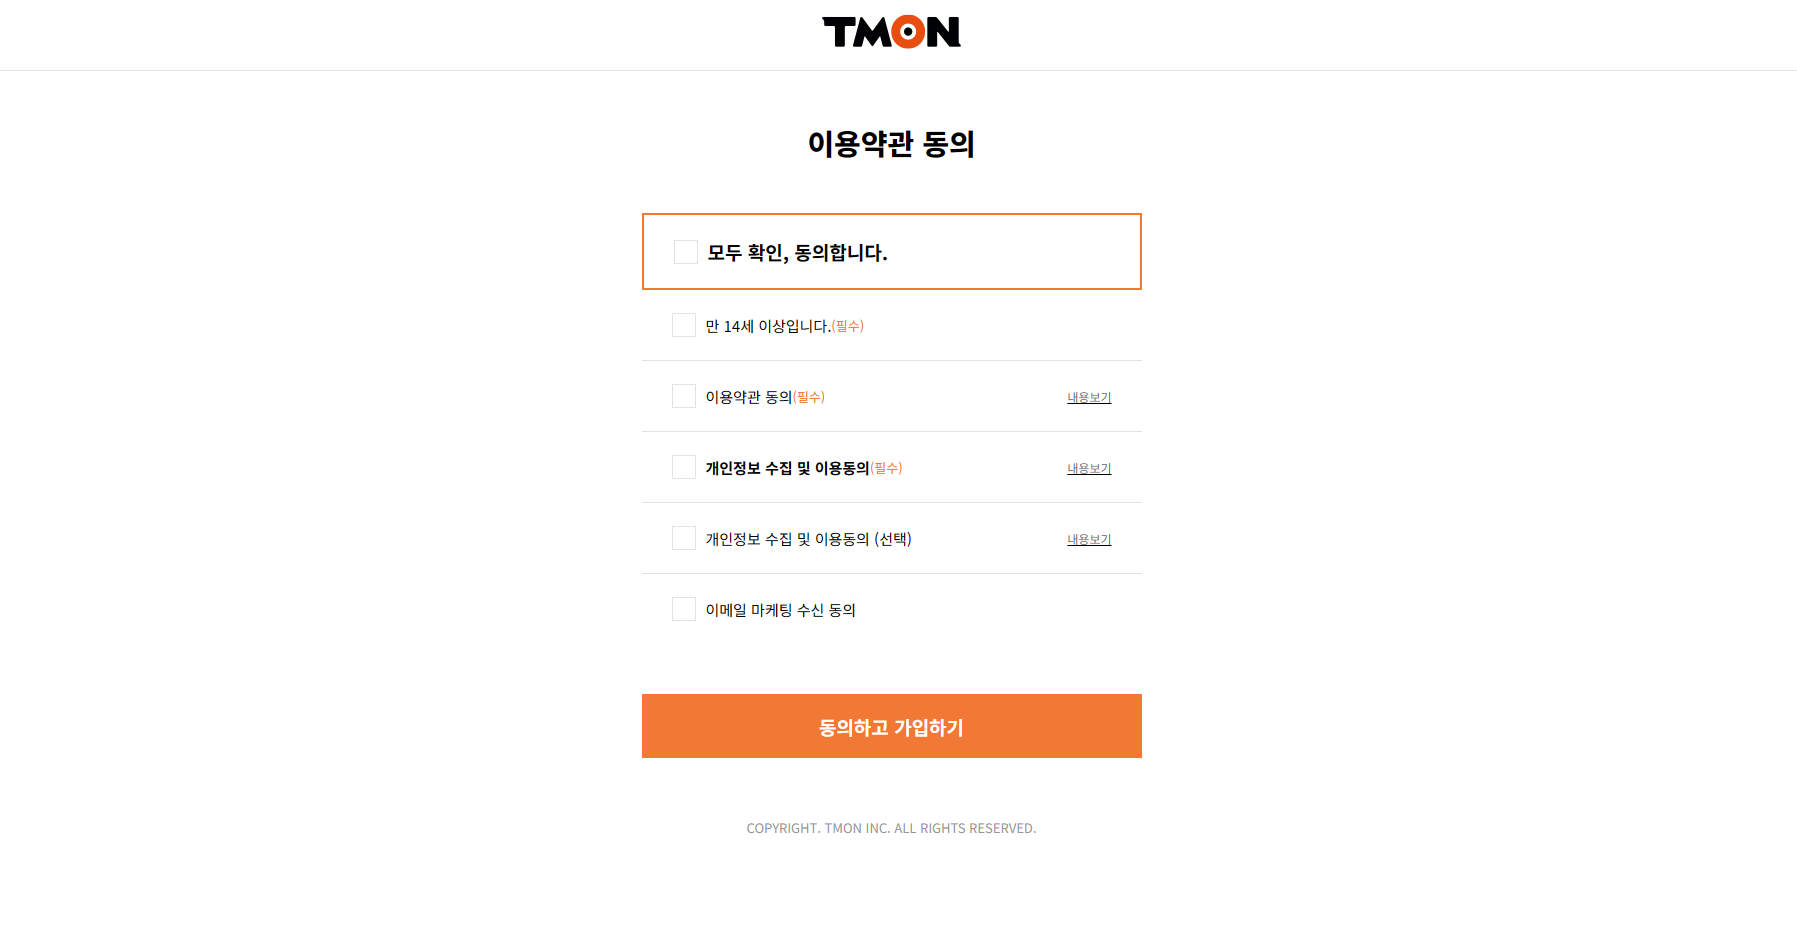 TMON
이용약관 동의
모두 확인, 동의합니다.
만 14세 이상입니다.(필수)
이용약관 동의(필수) 내용보기
개인정보 수집 및 이용동의(필수) 내용보기
개인정보 수집 및 이용동의 (선택) 내용보기
이메일 마케팅 수신 동의
동의하고 가입하기
COPYRIGHT. TMON INC. ALL RIGHTS RESERVED.